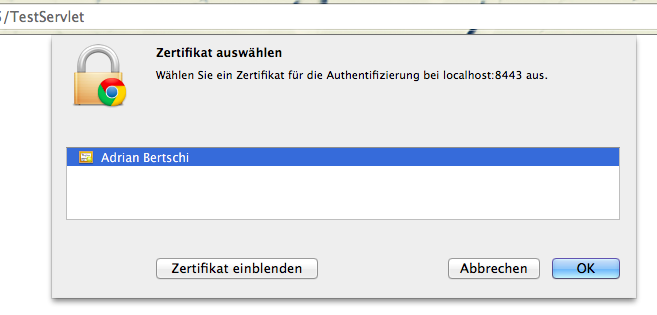 /TestServlet
Zertifikat auswählen
Wählen Sie ein Zertifikat für die Authentifizierung bei localhost:8443 aus.
Adrian Bertschi
Zertifikat einblenden
Abbrechen
OK